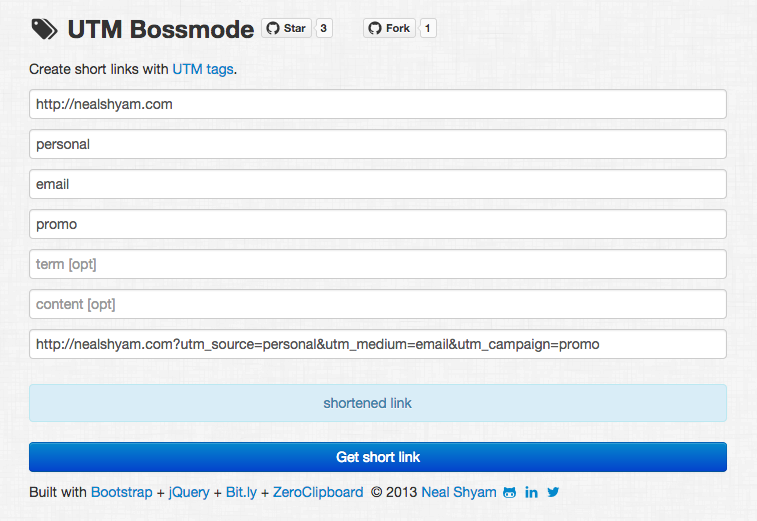 UTM Bossmode Star 3 Fork 1
Create short links with UTM tags.
http://nealshyam.com
personal
email
promo
term [opt]
content [opt]
http://nealshyam.com?utm_source=personal&utm_medium=email&utm_campaign=promo
shortened link
Get short link
Built with Bootstrap + jQuery + Bit.ly + ZeroClipboard © 2013 Neal Shyam